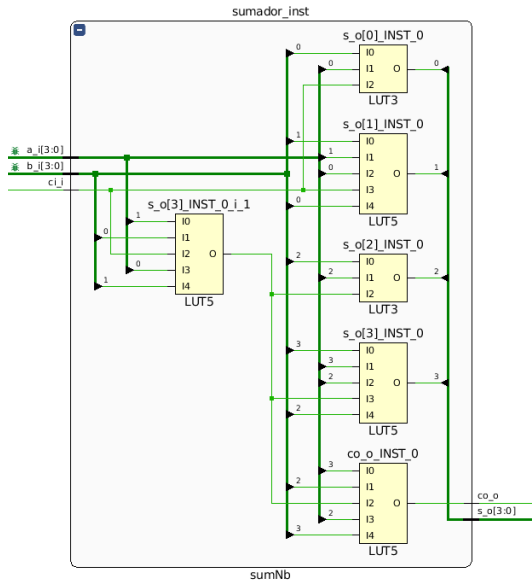 sumador_inst
s_o[0]_INST_0
0 I0
0 I1 O 0
I2
LUT3
s_o[1]_INST_0
1 I0
a_i[3:0] 1 I1
b_i[3:0] 0 I2 O 1
ci_i I3
0 I4
LUT5
s_o[3]_INST_0_i_1
1 I0
0 I1
I2 O
0 I3
1 I4
LUT5
s_o[2]_INST_0
2 I0
2 I1 O 2
I2
LUT3
s_o[3]_INST_0
3 I0
3 I1
2 I2 O 3
I3
2 I4
LUT5
co_o_INST_0
3 I0
2 I1
I2 O
2 I3
3 I4
LUT5
co_o
s_o[3:0]
sumNb